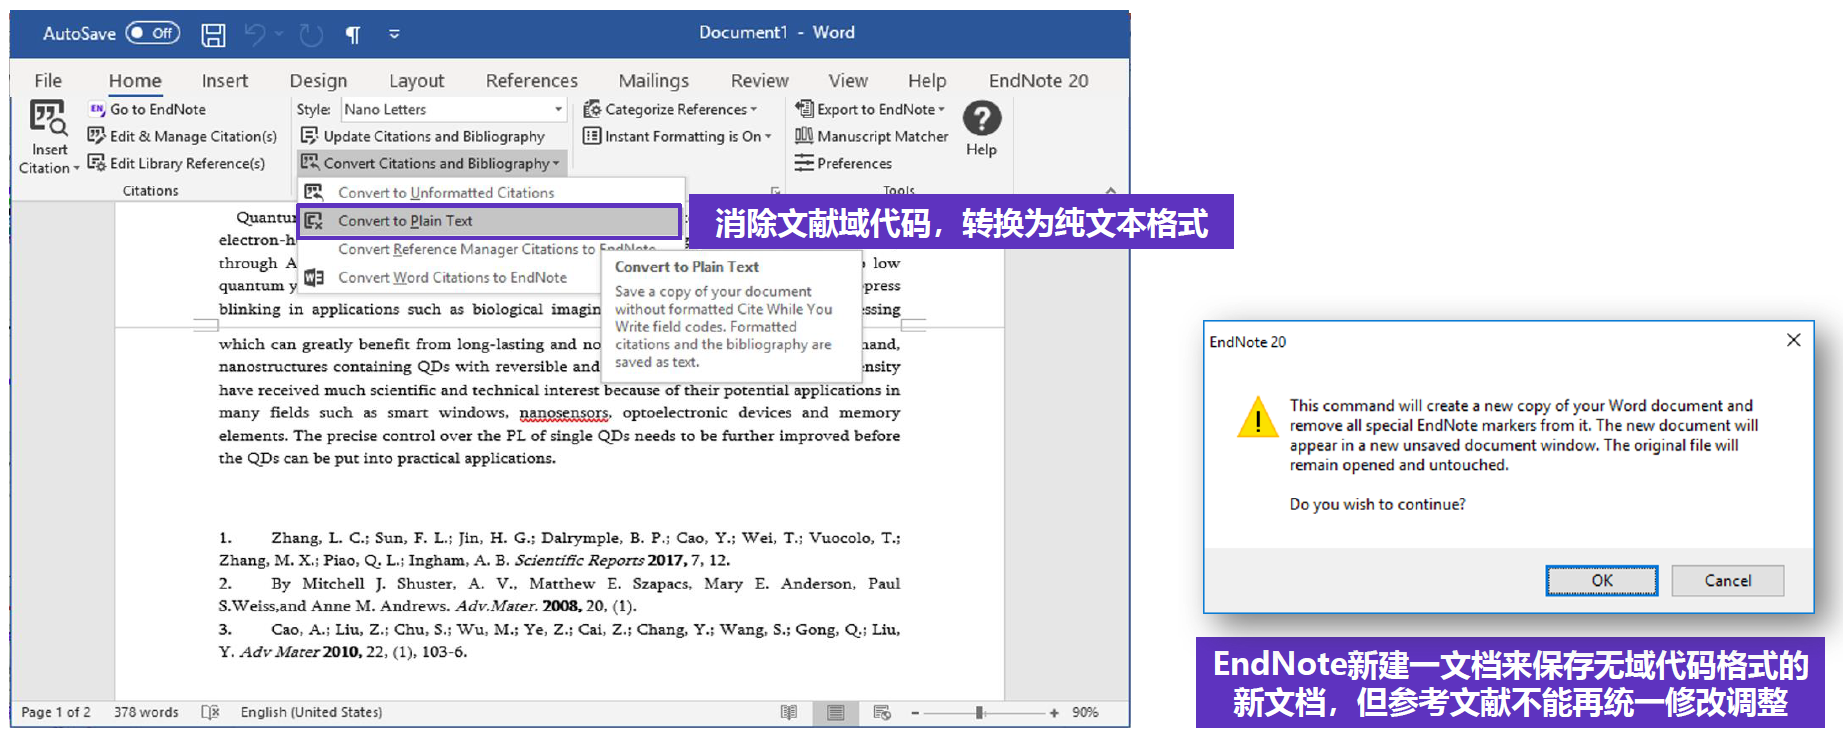 AutoSave Off Document1 - Word
File Home Insert Design Layout References Mailings Review View Help EndNote 20
Insert Citation
Go to EndNote
Edit & Manage Citation(s)
Edit Library Reference(s)
Citations
Style: Nano Letters
Update Citations and Bibliography
Convert Citations and Bibliography
Categorize References
Instant Formatting is On
Export to EndNote
Manuscript Matcher
Preferences
Tools
Help
Convert to Unformatted Citations
Convert to Plain Text
Convert Reference Manager Citations to EndNote
Convert Word Citations to EndNote
消除文献域代码，转换为纯文本格式
Convert to Plain Text
Save a copy of your document
without formatted Cite While You
Write field codes. Formatted
citations and the bibliography are
saved as text.
electron-h
through A low
quantum y
blinking in applications such as biological
which can greatly benefit from long-lasting and
nanostructures containing QDs with reversible and
have received much scientific and technical interest because of their potential applications in
many fields such as smart windows, nanosensors, optoelectronic devices and memory
elements. The precise control over the PL of single QDs needs to be further improved before
the QDs can be put into practical applications.
1. Zhang, L. C.; Sun, F. L.; Jin, H. G.; Dalrymple, B. P.; Cao, Y.; Wei, T.; Vuocolo, T.;
Zhang, M. X.; Piao, Q. L.; Ingham, A. B. Scientific Reports 2017, 7, 12.
2. By Mitchell J. Shuster, A. V., Matthew E. Szapacs, Mary E. Anderson, Paul
S.Weiss,and Anne M. Andrews. Adv.Mater. 2008, 20, (1).
3. Cao, A.; Liu, Z.; Chu, S.; Wu, M.; Ye, Z.; Cai, Z.; Chang, Y.; Wang, S.; Gong, Q.; Liu,
Y. Adv Mater 2010, 22, (1), 103-6.
Page 1 of 2 378 words English (United States) 90%
EndNote 20
This command will create a new copy of your Word document and
remove all special EndNote markers from it. The new document will
appear in a new unsaved document window. The original file will
remain opened and untouched.
Do you wish to continue?
OK Cancel
EndNote新建一文档来保存无域代码格式的
新文档，但参考文献不能再统一修改调整